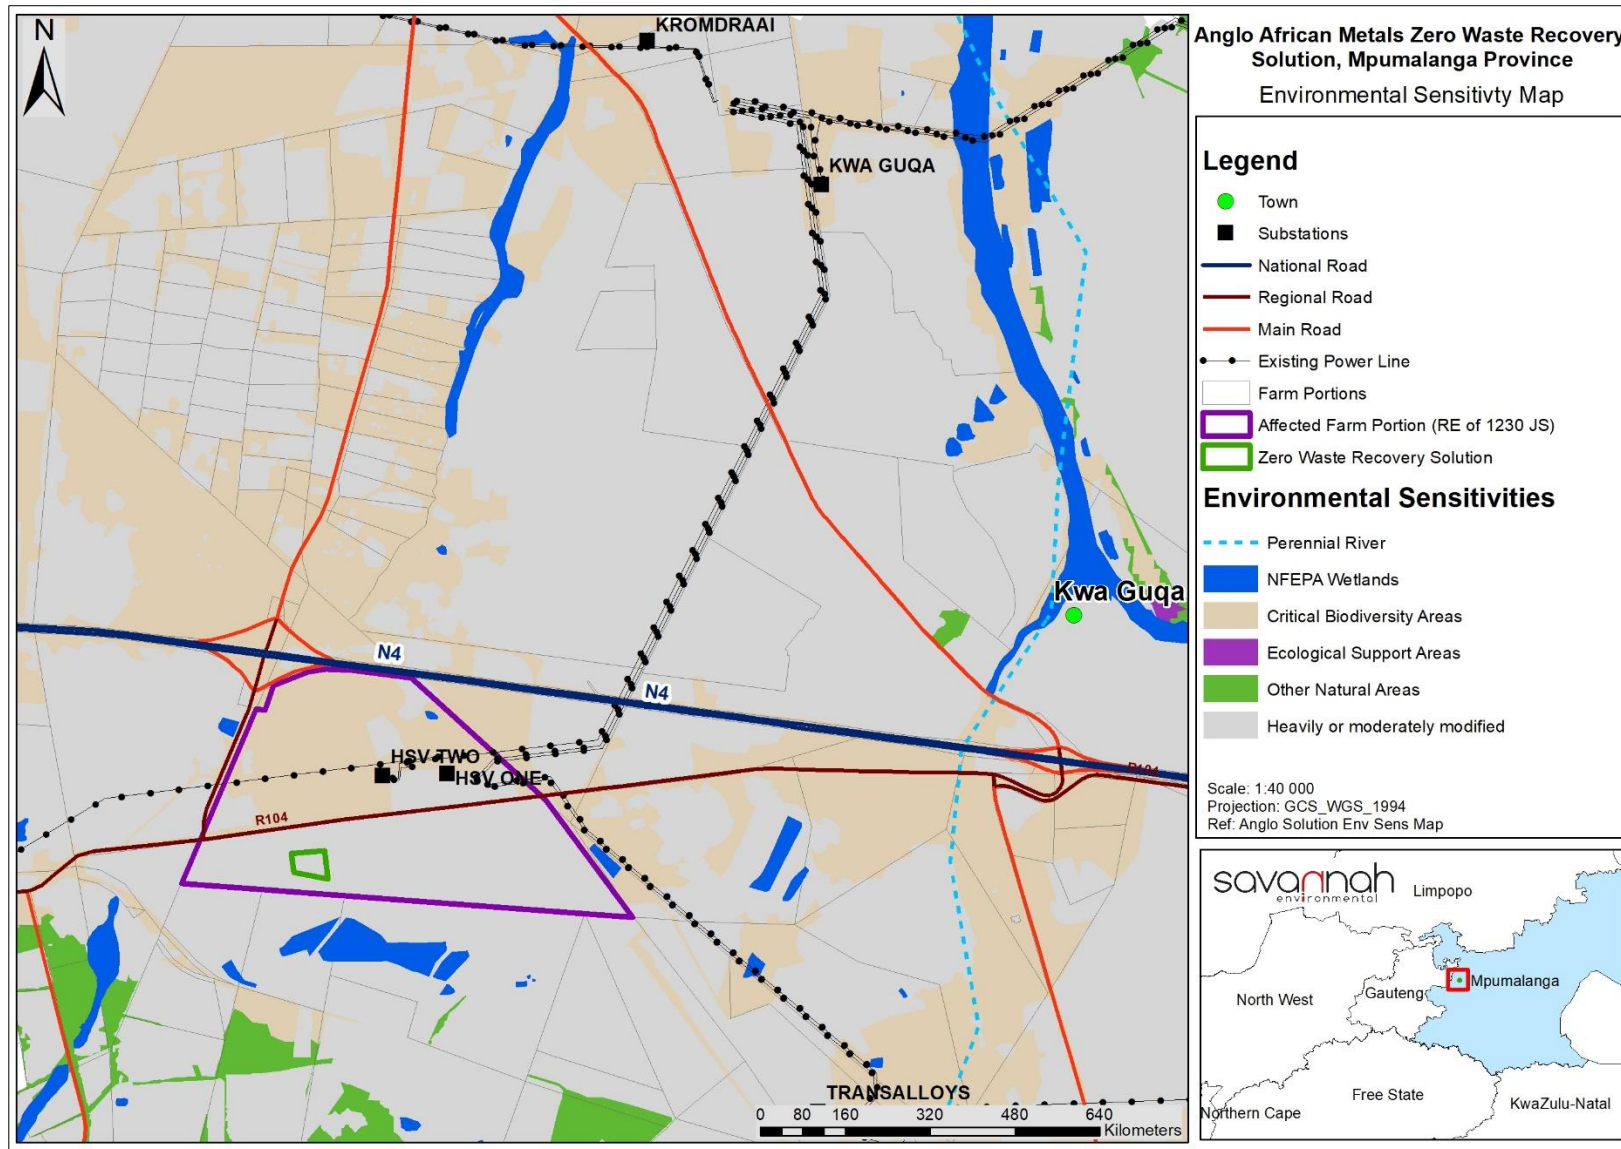 N
KROMDRAAI
KWA GUQA
Kwa Guqa
N4
N4
HSV TWO
HSV ONE
R104
R104
TRANSALLOYS
0 80 160 320 480 640
Kilometers
Anglo African Metals Zero Waste Recovery
Solution, Mpumalanga Province
Environmental Sensitivty Map
Legend
Town
Substations
National Road
Regional Road
Main Road
Existing Power Line
Farm Portions
Affected Farm Portion (RE of 1230 JS)
Zero Waste Recovery Solution
Environmental Sensitivities
Perennial River
NFEPA Wetlands
Critical Biodiversity Areas
Ecological Support Areas
Other Natural Areas
Heavily or moderately modified
Scale: 1:40 000
Projection: GCS_WGS_1994
Ref: Anglo Solution Env Sens Map
savannah
environmental
Limpopo
North West
Gauteng
Mpumalanga
Free State
Northern Cape
KwaZulu-Natal